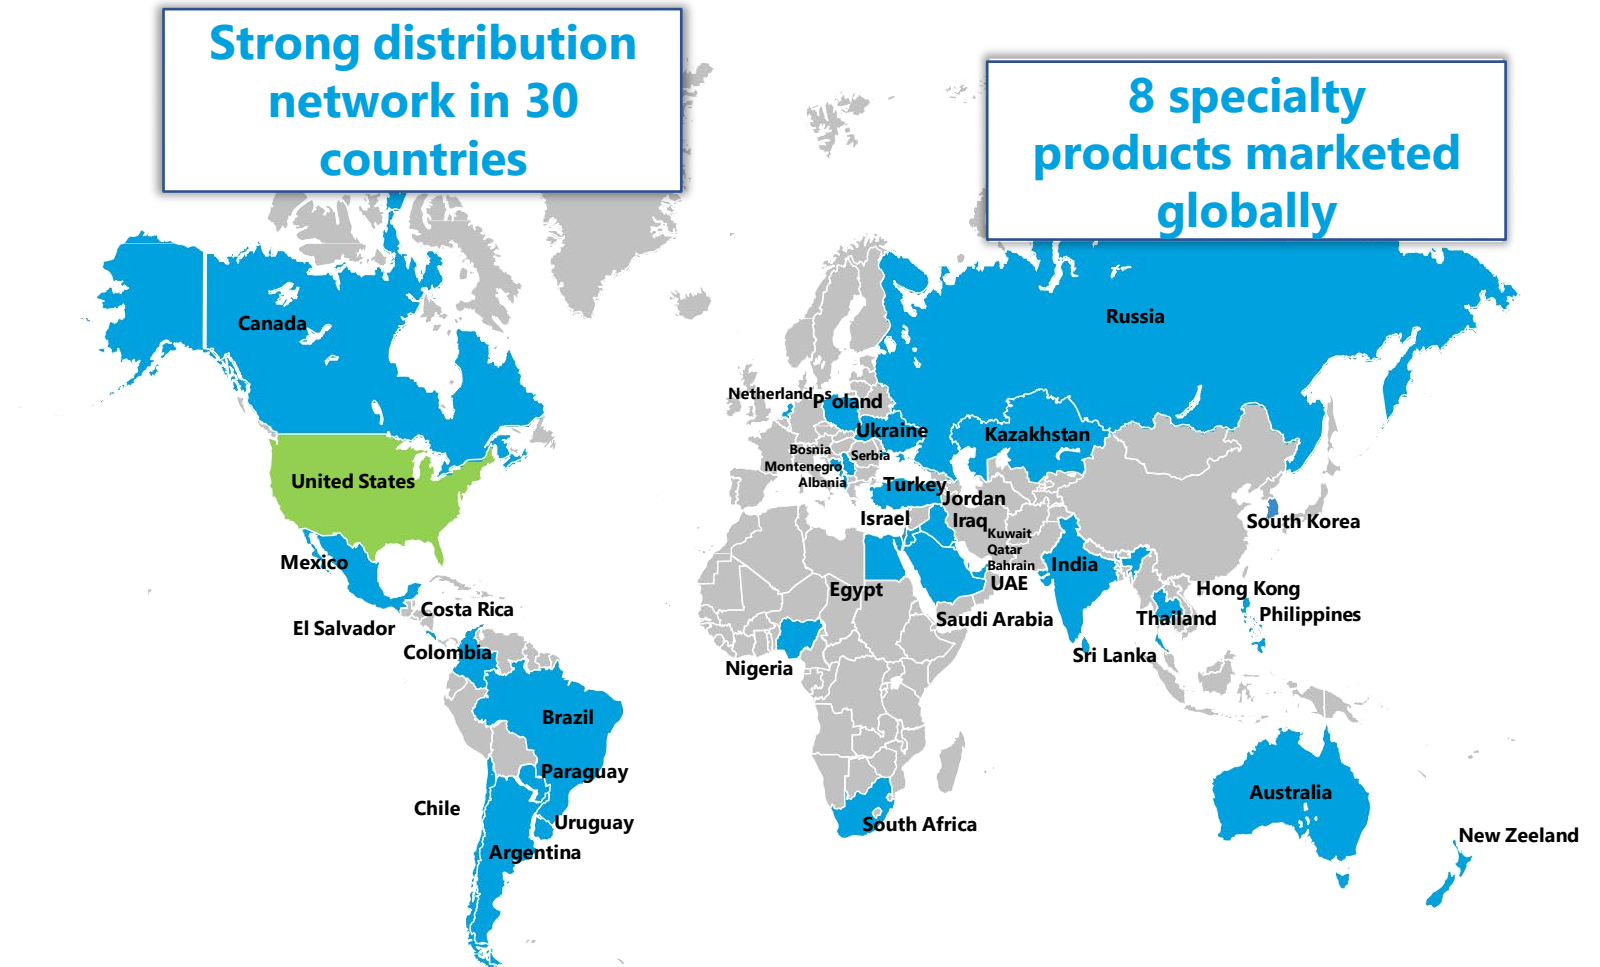 Strong distribution
network in 30
countries
8 specialty
products marketed
globally
Canada
Russia
Netherlands
Poland
Ukraine
Kazakhstan
Bosnia
Serbia
Montenegro
Albania
United States
Turkey
Jordan
Israel
Iraq
South Korea
Kuwait
Qatar
Bahrain
Mexico
India
UAE
Egypt
Hong Kong
Costa Rica
Saudi Arabia
Thailand
Philippines
El Salvador
Colombia
Sri Lanka
Nigeria
Brazil
Paraguay
Chile
Australia
Uruguay
South Africa
New Zeeland
Argentina